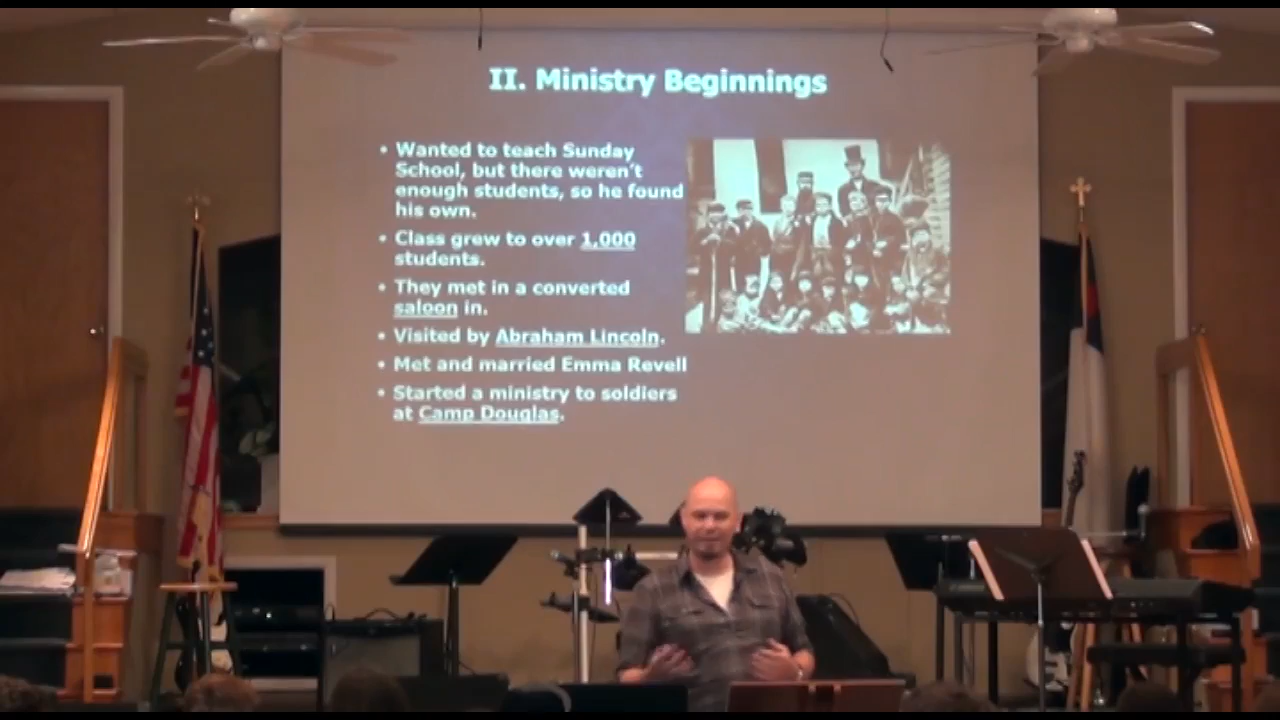 II. Ministry Beginnings
• Wanted to teach Sunday
School, but there weren't
enough students, so he found
his own.
• Class grew to over 1,000
students.
• They met in a converted
saloon in.
• Visited by Abraham Lincoln.
• Met and married Emma Revell
• Started a ministry to soldiers
at Camp Douglas.